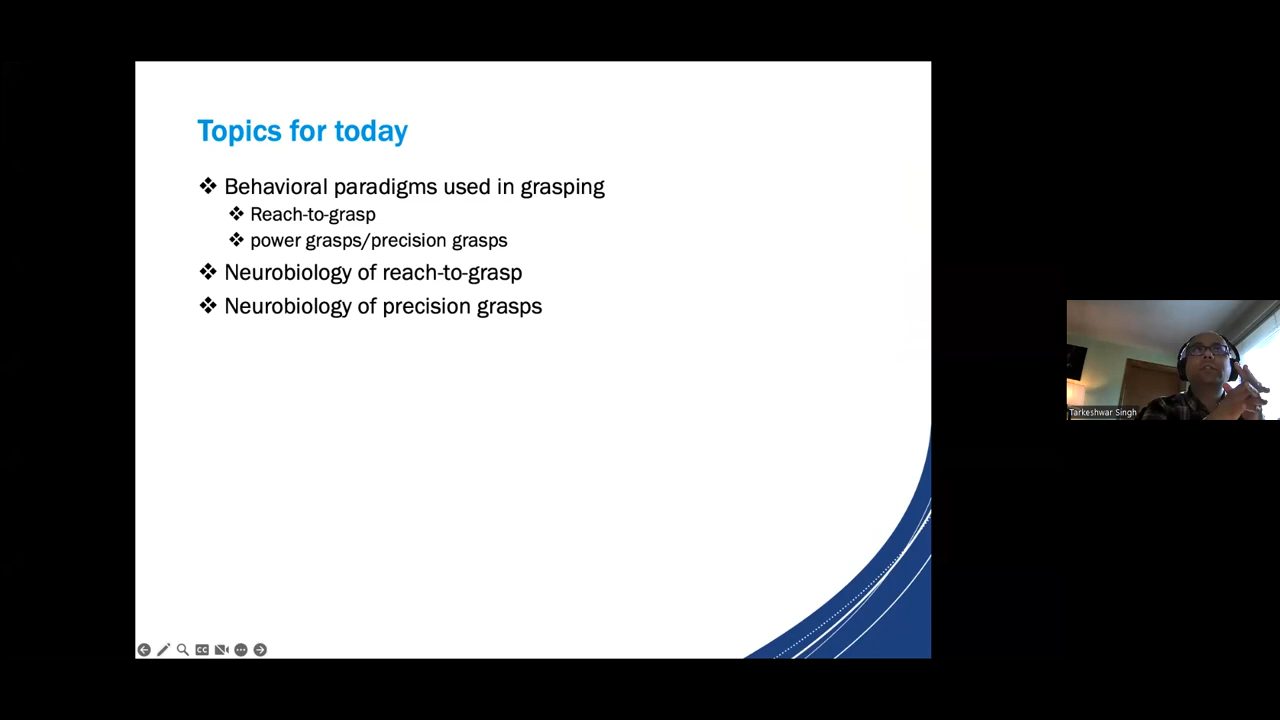 Topics for today
Behavioral paradigms used in grasping
Reach-to-grasp
power grasps/precision grasps
Neurobiology of reach-to-grasp
Neurobiology of precision grasps
CC
Tarkeshwar Singh